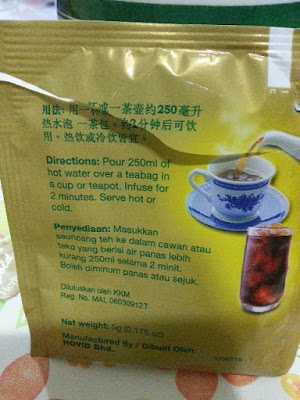 用法: 用一杯或一茶壶约250毫升
热水泡 一茶包。约2分钟后可饮
用。热饮或冷饮皆宜。
Directions: Pour 250ml of
hot water over a teabag in
a cup or teapot. Infuse for
2 minutes. Serve hot or
cold.
Penyediaan: Masukkan
seuncang teh ke dalam cawan atau
teko yang berisi air panas lebih
kurang 250ml selama 2 minit.
Boleh diminum panas atau sejuk.
Diluluskan oleh KKM
Reg. No. MAL 06030912T
Net weight: 5g (0.175 oz)
Manufactured By / Dibuat Oleh:
HOVID Bhd.